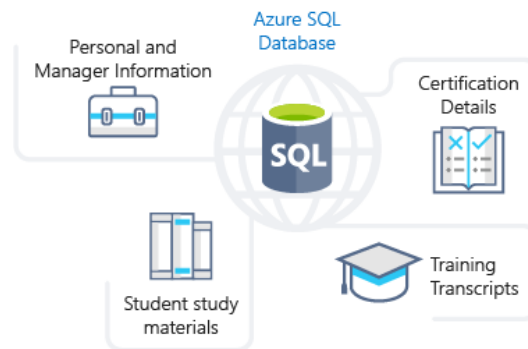 Azure SQL
Database
Personal and
Manager Information
SQL
Certification
Details
Student study
materials
Training
Transcripts